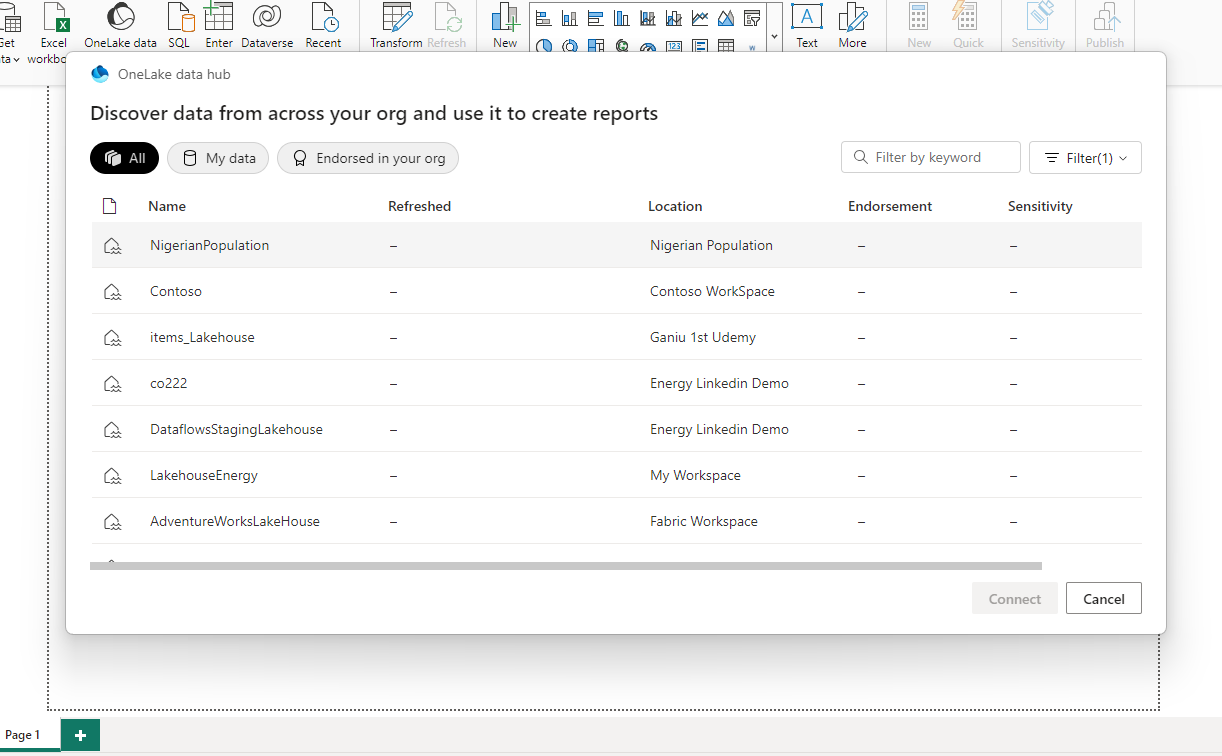 Get Excel OneLake data SQL Enter Dataverse Recent Transform Refresh New Text More New Quick Sensitivity Publish
ta workbo
OneLake data hub
Discover data from across your org and use it to create reports
All My data Endorsed in your org Filter by keyword Filter(1)
Name Refreshed Location Endorsement Sensitivity
NigerianPopulation – Nigerian Population – –
Contoso – Contoso WorkSpace – –
items_Lakehouse – Ganiu 1st Udemy – –
co222 – Energy Linkedin Demo – –
DataflowsStagingLakehouse – Energy Linkedin Demo – –
LakehouseEnergy – My Workspace – –
AdventureWorksLakeHouse – Fabric Workspace – –
Connect Cancel
Page 1 +